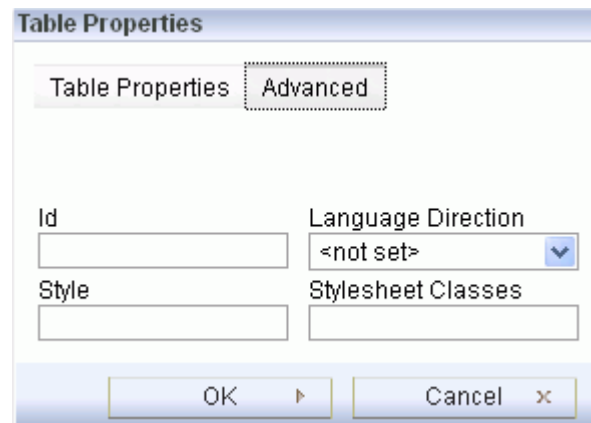 Table Properties
Table Properties Advanced
Id Language Direction
<not set>
Style Stylesheet Classes
OK Cancel